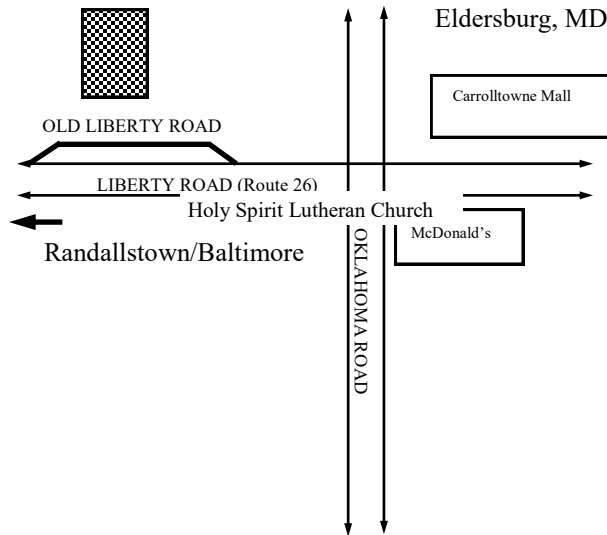 Eldersburg, MD
Carrolltowne Mall
OLD LIBERTY ROAD
LIBERTY ROAD (Route 26)
Holy Spirit Lutheran Church
McDonald's
Randallstown/Baltimore
OKLAHOMA ROAD